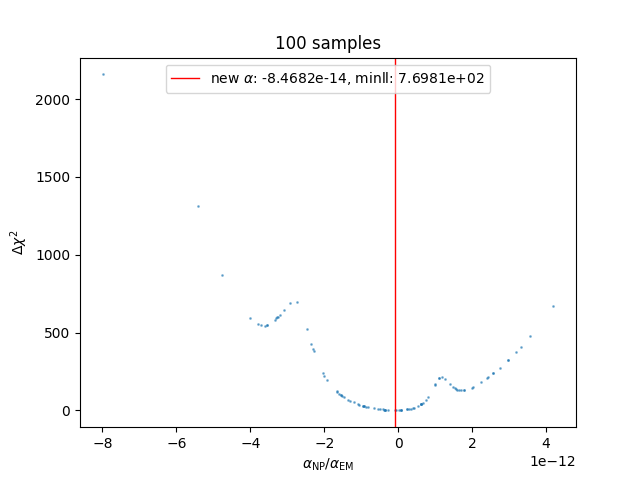 100 samples
new α: -8.4682e-14, minll: 7.6981e+02
2000
1500
1000
500
0
Δχ²
−8 −6 −4 −2 0 2 4
1e−12
α_NP/α_EM